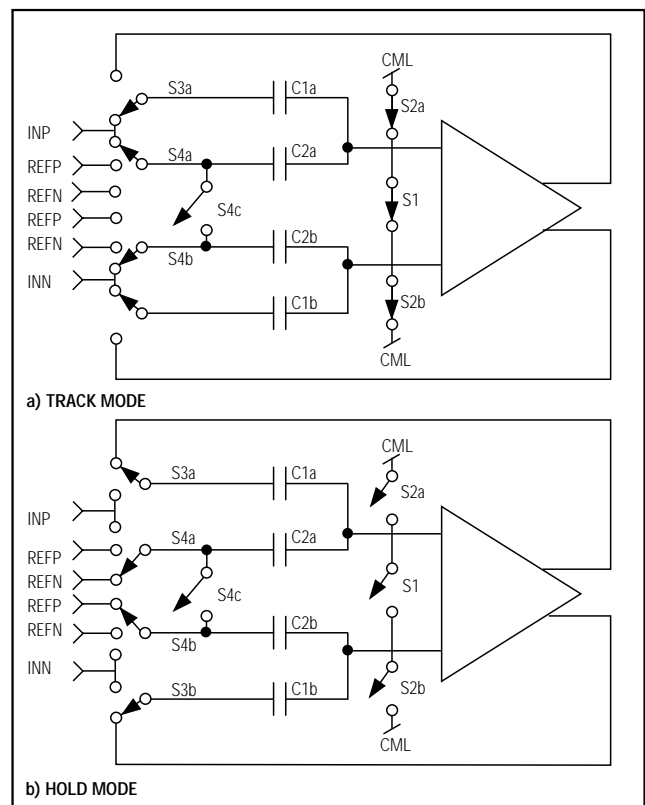 CML
S3a
C1a
S2a
INP
REFP
S4a
C2a
REFN
S4c
S1
REFP
REFN
C2b
S4b
INN
C1b
S2b
CML
a) TRACK MODE
CML
S3a
C1a
S2a
INP
S4a
C2a
REFP
REFN
S4c
S1
REFP
REFN
C2b
S4b
INN
S3b
C1b
S2b
CML
b) HOLD MODE